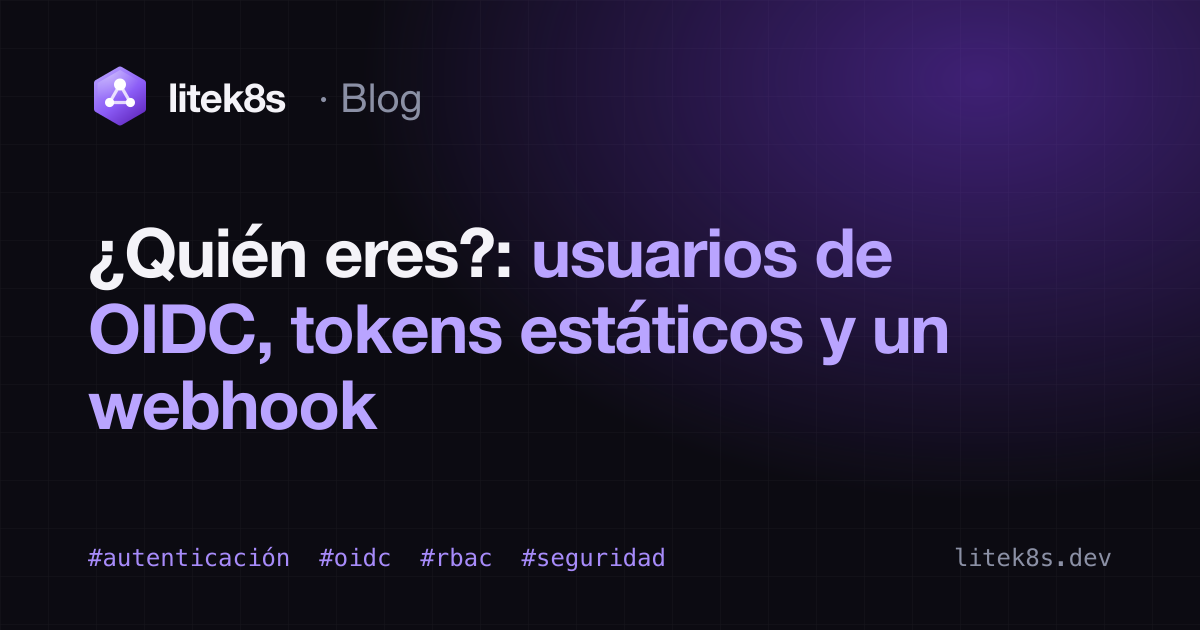 litek8s · Blog
¿Quién eres?: usuarios de
OIDC, tokens estáticos y un
webhook
#autenticación #oidc #rbac #seguridad
litek8s.dev